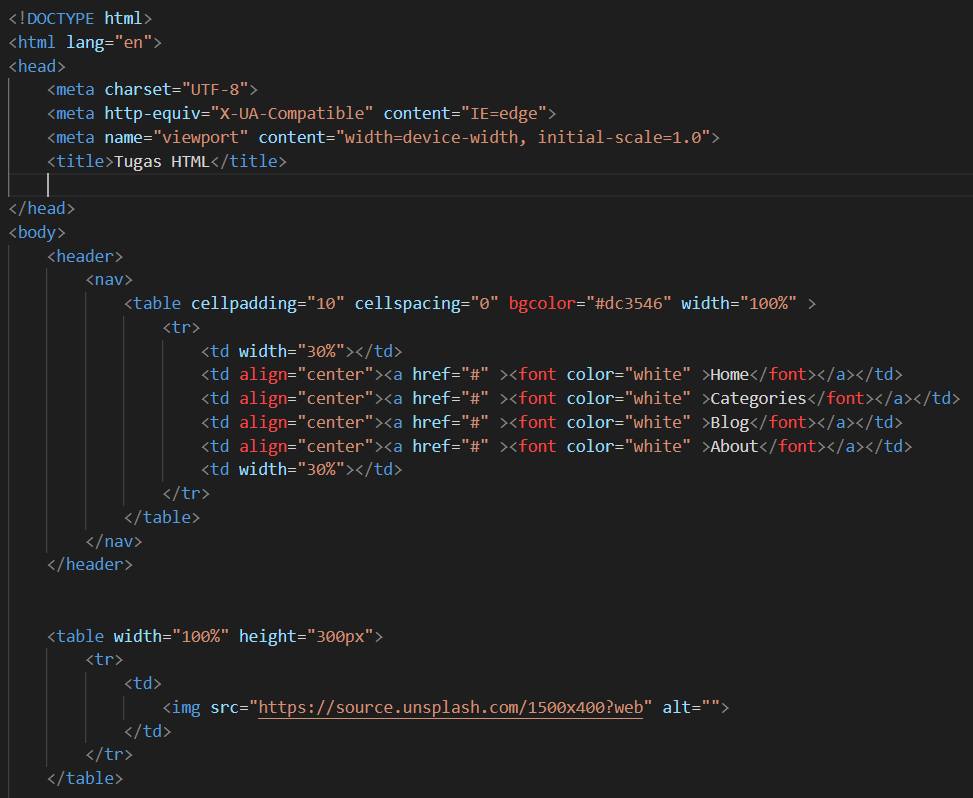 <!DOCTYPE html>
<html lang="en">
<head>
    <meta charset="UTF-8">
    <meta http-equiv="X-UA-Compatible" content="IE=edge">
    <meta name="viewport" content="width=device-width, initial-scale=1.0">
    <title>Tugas HTML</title>
</head>
<body>
    <header>
        <nav>
            <table cellpadding="10" cellspacing="0" bgcolor="#dc3546" width="100%" >
                <tr>
                    <td width="30%"></td>
                    <td align="center"><a href="#" ><font color="white" >Home</font></a></td>
                    <td align="center"><a href="#" ><font color="white" >Categories</font></a></td>
                    <td align="center"><a href="#" ><font color="white" >Blog</font></a></td>
                    <td align="center"><a href="#" ><font color="white" >About</font></a></td>
                    <td width="30%"></td>
                </tr>
            </table>
        </nav>
    </header>
    <table width="100%" height="300px">
        <tr>
            <td>
                <img src="https://source.unsplash.com/1500x400?web" alt="">
            </td>
        </tr>
    </table>